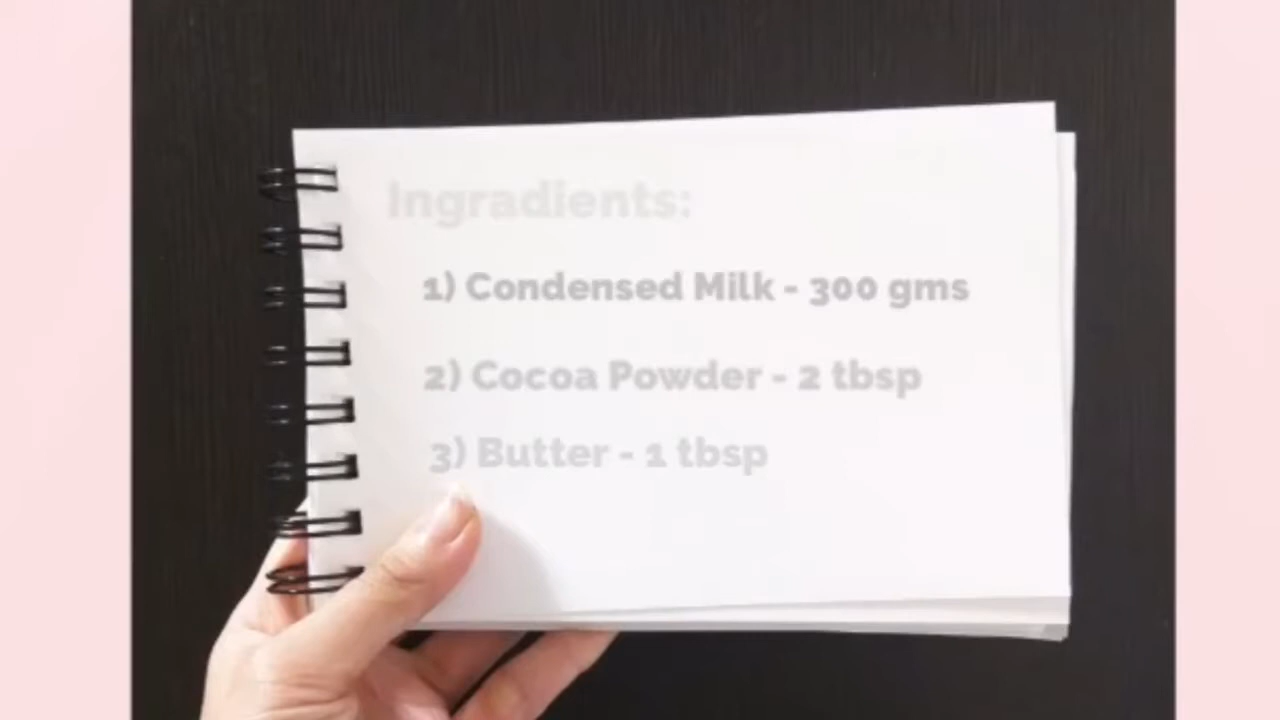 Ingradients:
1) Condensed Milk - 300 gms
2) Cocoa Powder - 2 tbsp
3) Butter - 1 tbsp